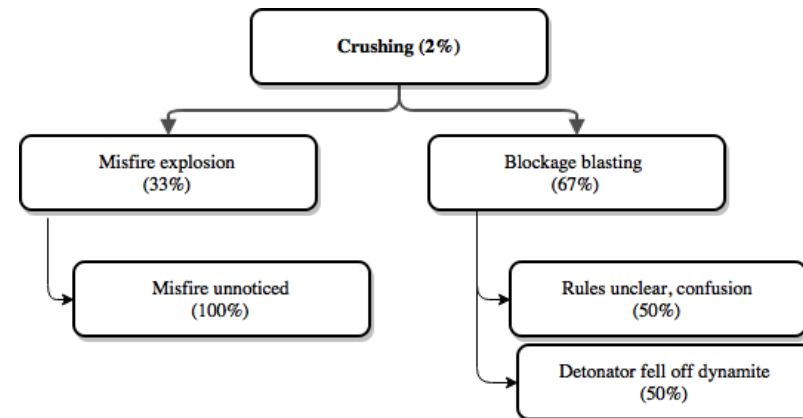 Crushing (2%)
Misfire explosion
(33%)
Blockage blasting
(67%)
Misfire unnoticed
(100%)
Rules unclear, confusion
(50%)
Detonator fell off dynamite
(50%)